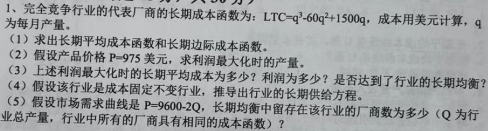 1、完全竞争行业的代表厂商的长期成本函数为：LTC=q³-60q²+1500q，成本用美元计算，q
为每月产量。
（1）求出长期平均成本函数和长期边际成本函数。
（2）假设产品价格 P=975 美元，求利润最大化时的产量。
（3）上述利润最大化时的长期平均成本为多少？利润为多少？是否达到了行业的长期均衡？
（4）假设该行业是成本固定不变行业，推导出行业的长期供给方程。
（5）假设市场需求曲线是 P=9600-2Q，长期均衡中留存在该行业的厂商数为多少（Q 为行
业总产量，行业中所有的厂商具有相同的成本函数）？